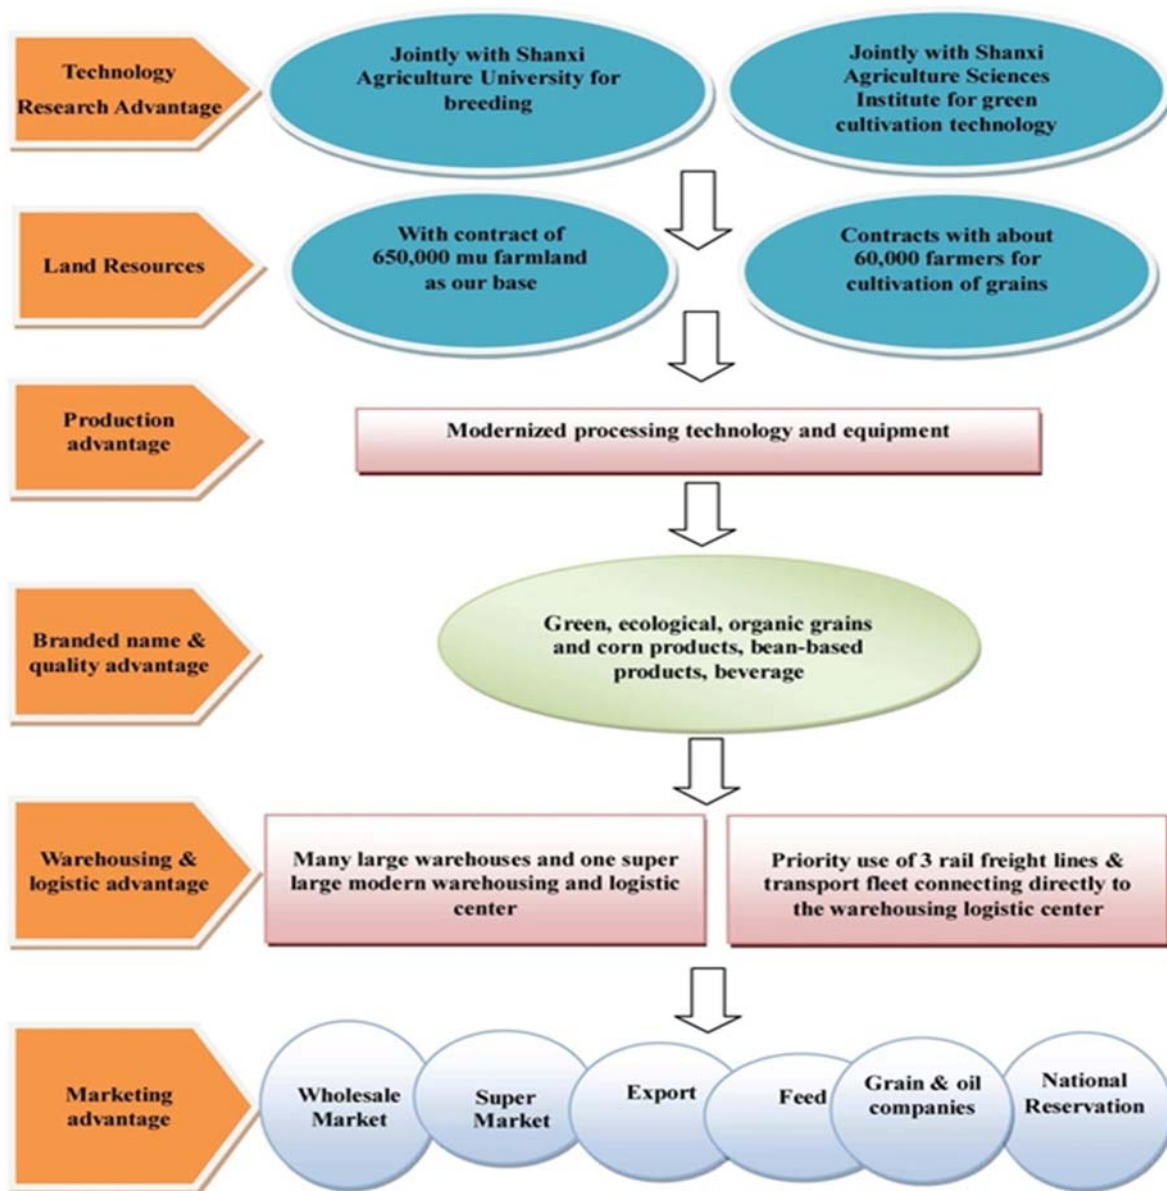 Technology
Research Advantage
Jointly with Shanxi
Agriculture University for
breeding
Jointly with Shanxi
Agriculture Sciences
Institute for green
cultivation technology
Land Resources
With contract of
650,000 mu farmland
as our base
Contracts with about
60,000 farmers for
cultivation of grains
Production
advantage
Modernized processing technology and equipment
Branded name &
quality advantage
Green, ecological, organic grains
and corn products, bean-based
products, beverage
Warehousing &
logistic advantage
Many large warehouses and one super
large modern warehousing and logistic
center
Priority use of 3 rail freight lines &
transport fleet connecting directly to
the warehousing logistic center
Marketing
advantage
Wholesale
Market
Super
Market
Export
Feed
Grain & oil
companies
National
Reservation